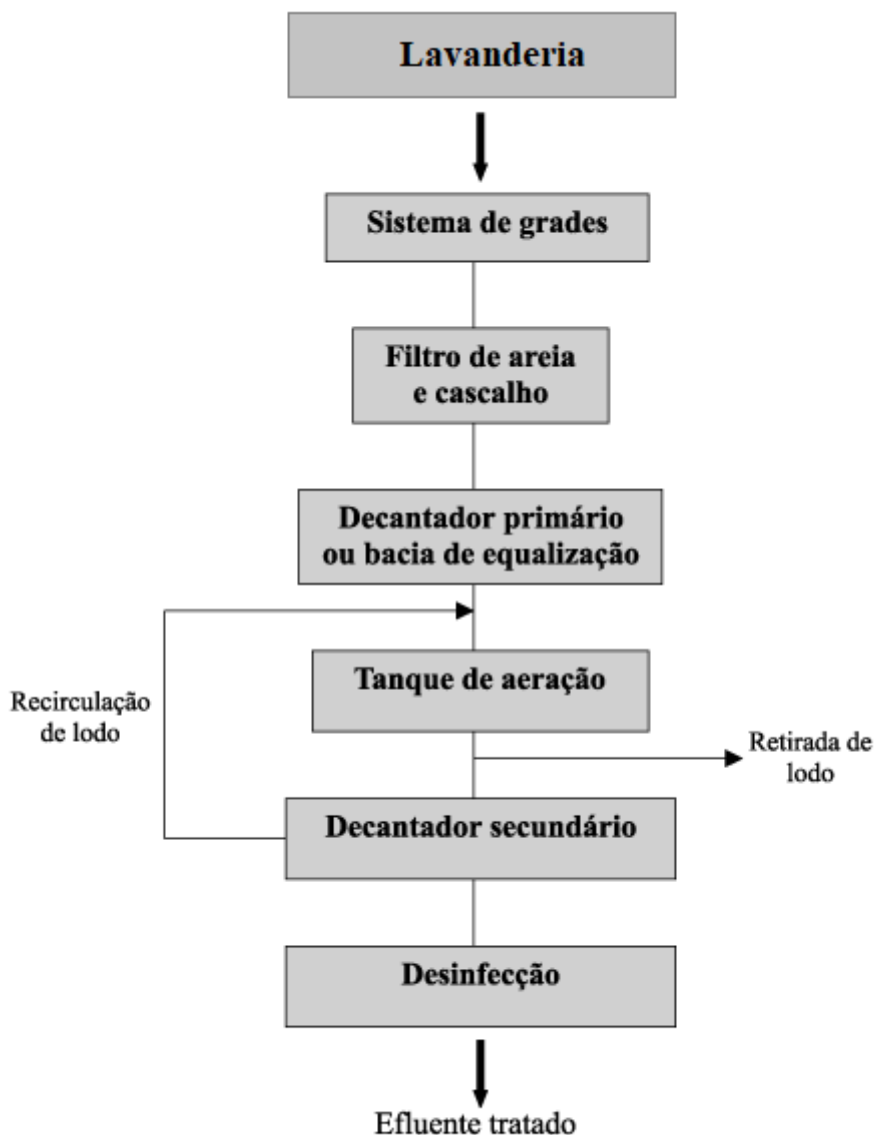 Lavanderia
Sistema de grades
Filtro de areia
e cascalho
Decantador primário
ou bacia de equalização
Tanque de aeração
Recirculação
de lodo
Retirada de
lodo
Decantador secundário
Desinfecção
Efluente tratado